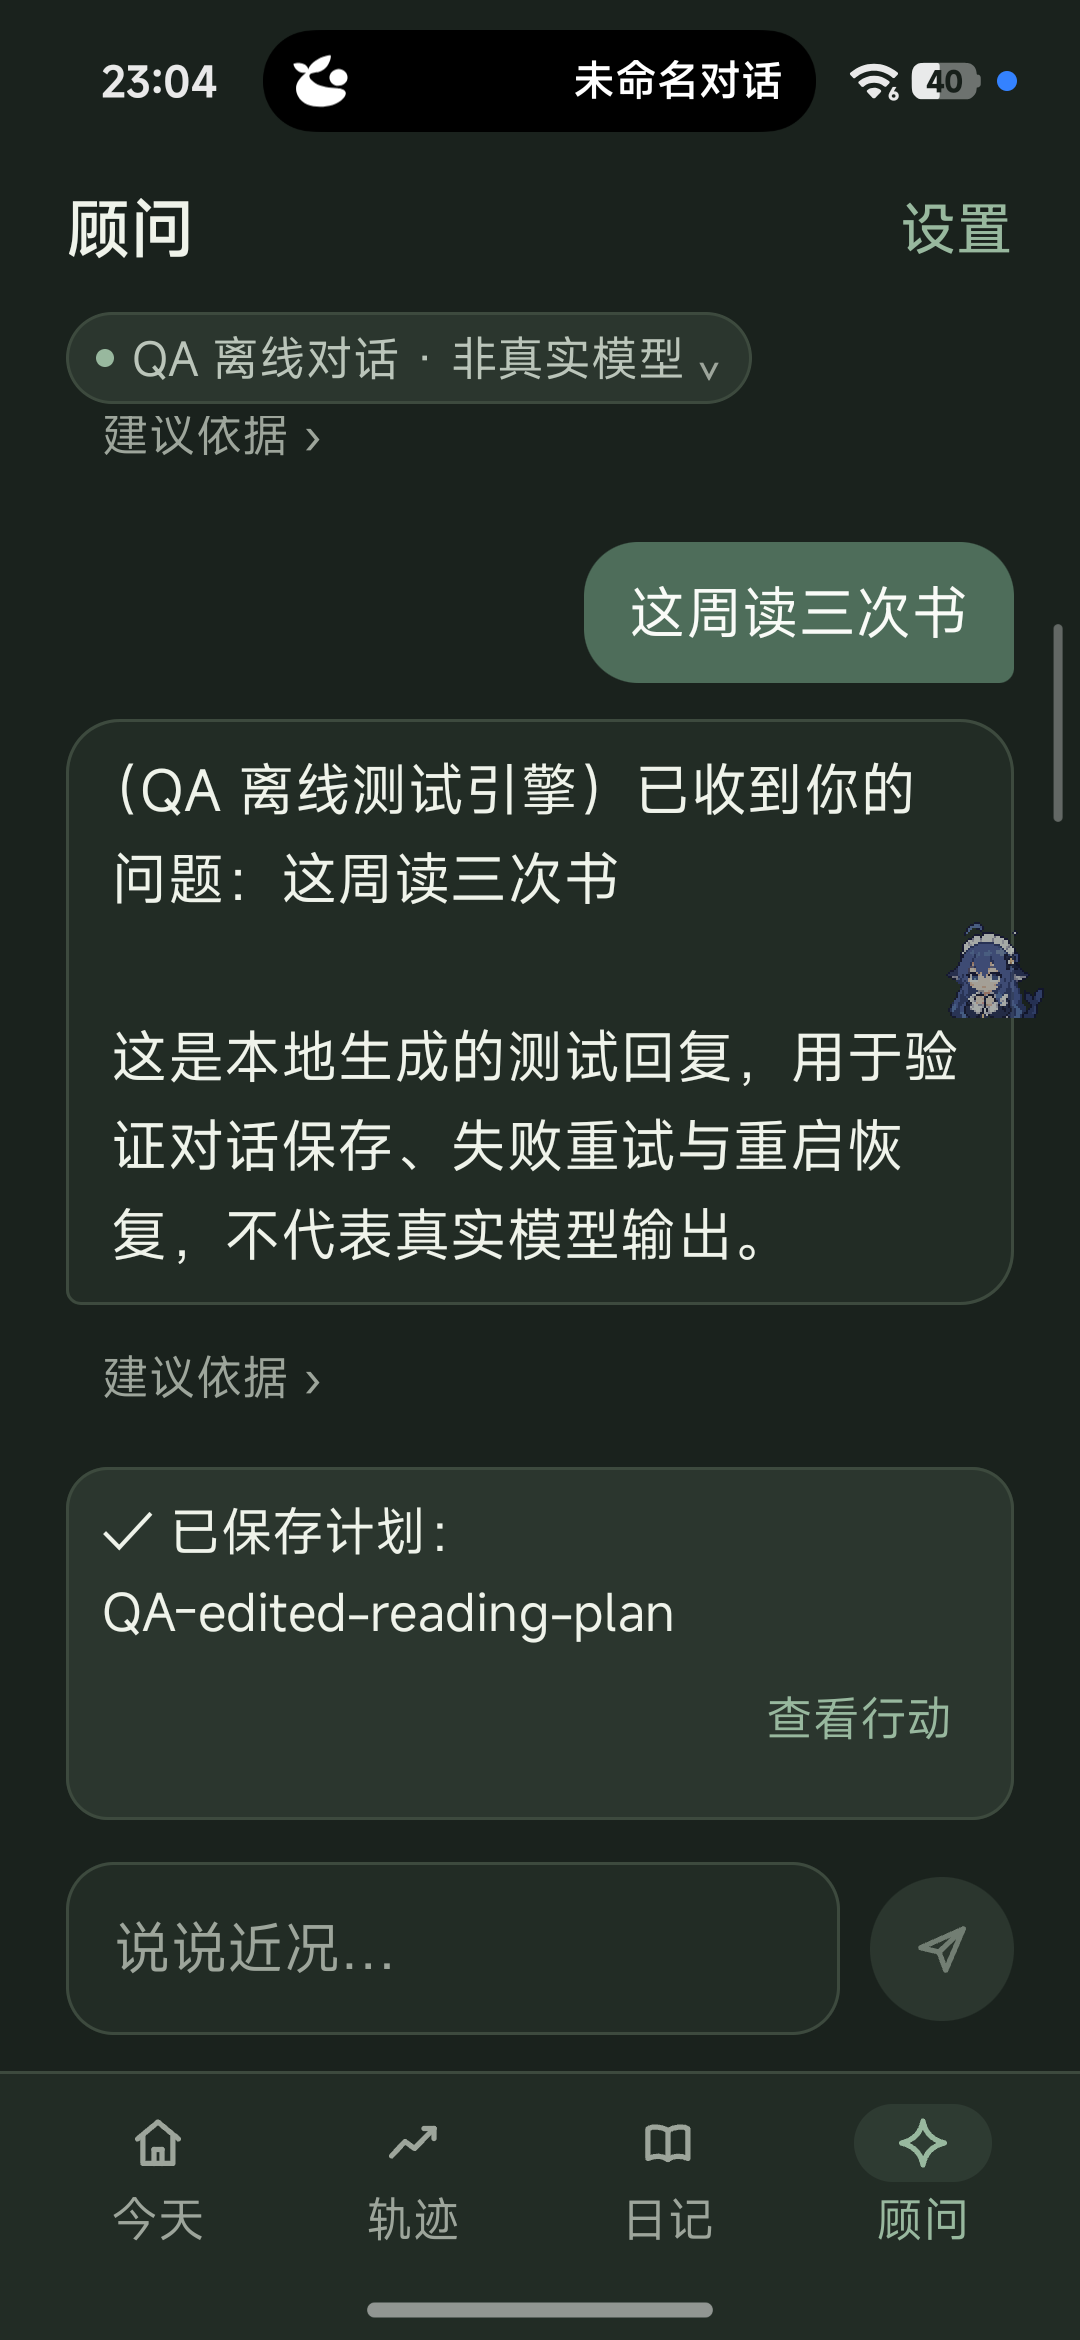 23:04
未命名对话
6
40
顾问
设置
QA 离线对话 · 非真实模型
建议依据 ›
这周读三次书
（QA 离线测试引擎）已收到你的
问题：这周读三次书
这是本地生成的测试回复，用于验
证对话保存、失败重试与重启恢
复，不代表真实模型输出。
建议依据 ›
✓ 已保存计划：
QA-edited-reading-plan
查看行动
说说近况...
今天
轨迹
日记
顾问